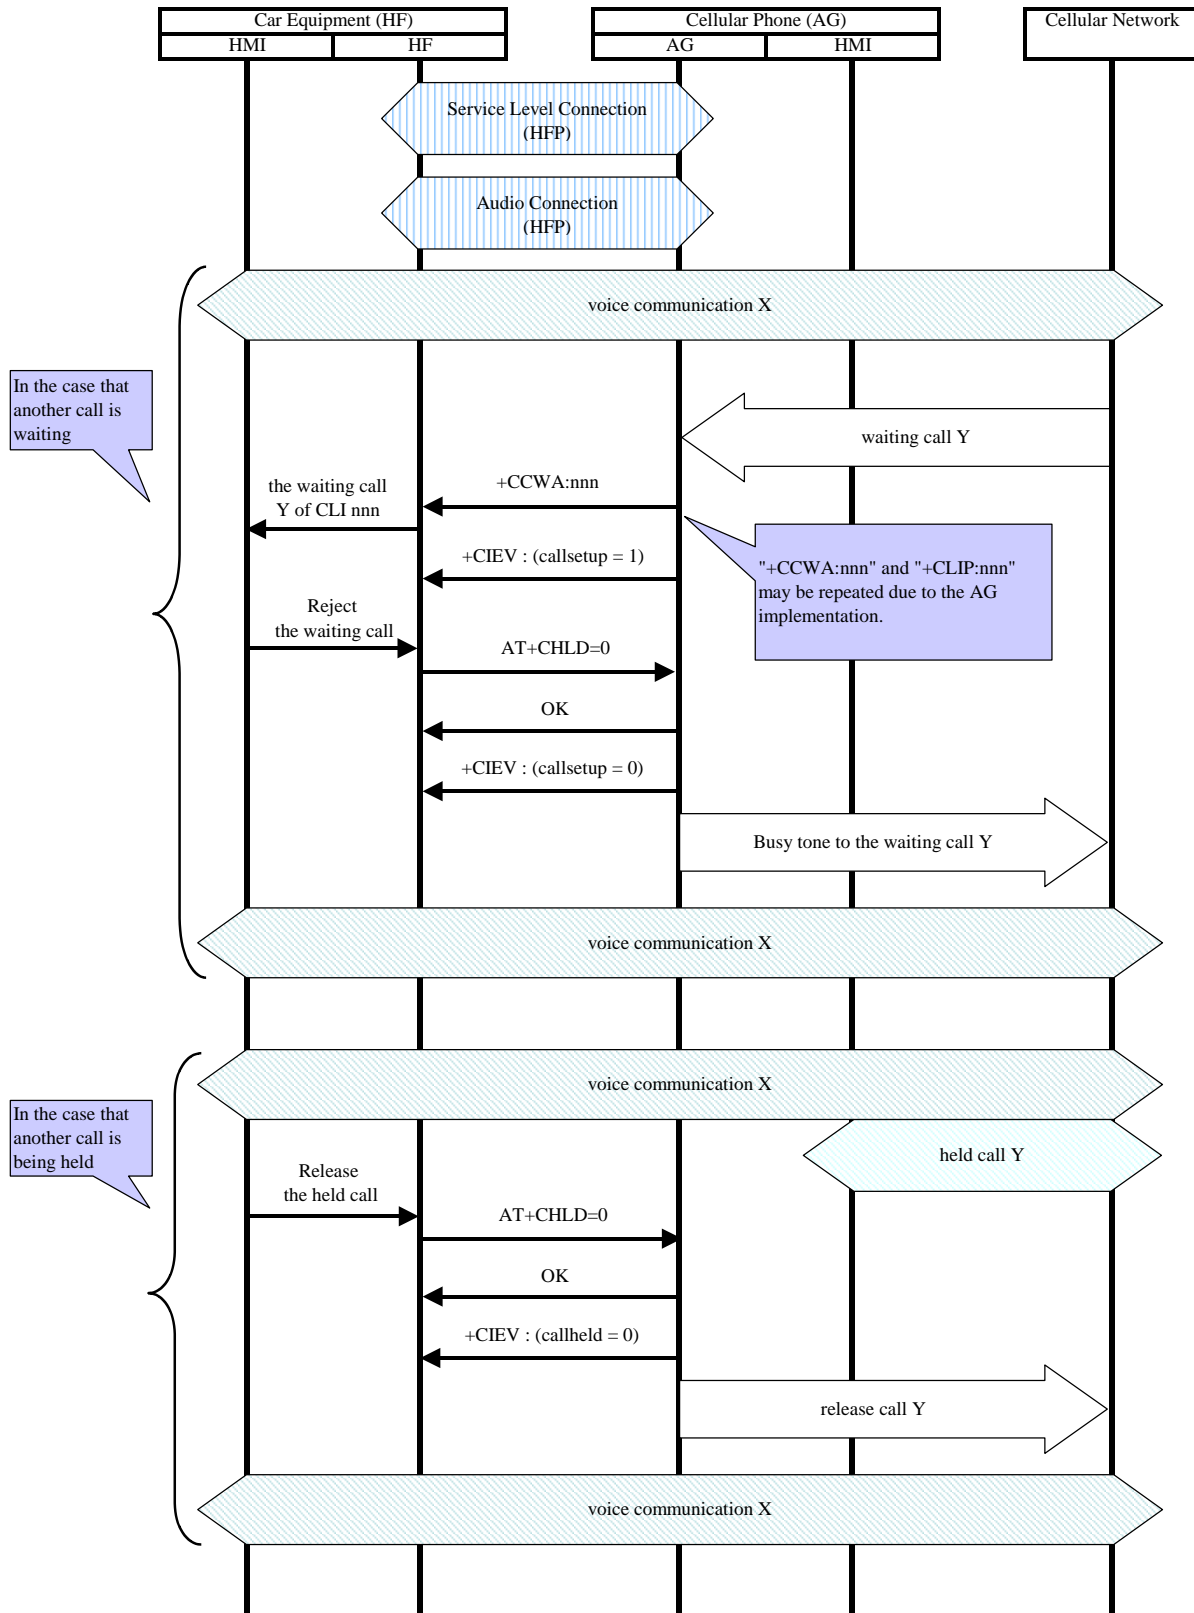 Car Equipment (HF)
Cellular Phone (AG)
Cellular Network
HMI
HF
AG
HMI
Service Level Connection
(HFP)
Audio Connection
(HFP)
voice communication X
In the case that
another call is
waiting
waiting call Y
+CCWA:nnn
the waiting call
Y of CLI nnn
+CIEV : (callsetup = 1)
"+CCWA:nnn" and "+CLIP:nnn"
may be repeated due to the AG
implementation.
Reject
the waiting call
AT+CHLD=0
OK
+CIEV : (callsetup = 0)
Busy tone to the waiting call Y
voice communication X
voice communication X
In the case that
another call is
being held
held call Y
Release
the held call
AT+CHLD=0
OK
+CIEV : (callheld = 0)
release call Y
voice communication X